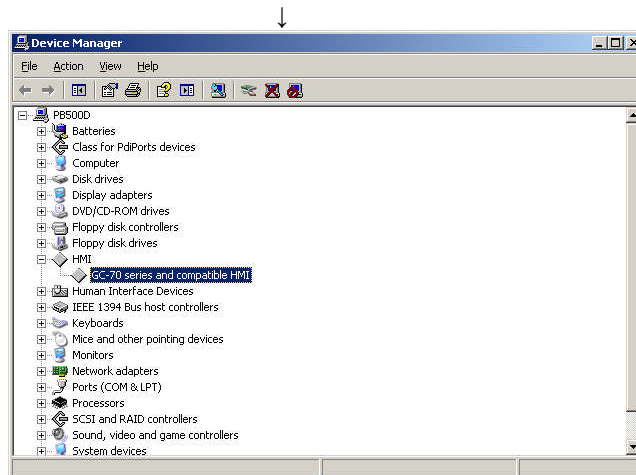 Device Manager
File Action View Help
PB500D
Batteries
Class for PdiPorts devices
Computer
Disk drives
Display adapters
DVD/CD-ROM drives
Floppy disk controllers
Floppy disk drives
HMI
GC-70 series and compatible HMI
Human Interface Devices
IEEE 1394 Bus host controllers
Keyboards
Mice and other pointing devices
Monitors
Network adapters
Ports (COM & LPT)
Processors
SCSI and RAID controllers
Sound, video and game controllers
System devices